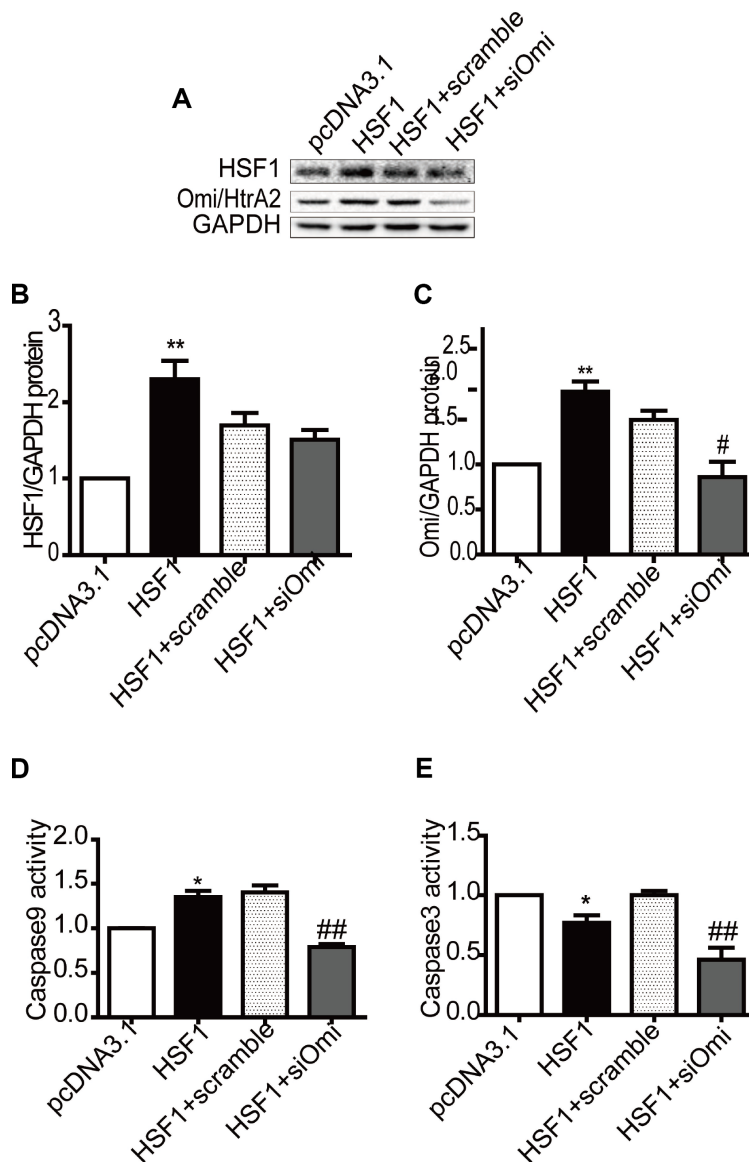 A
pcDNA3.1
HSF1
HSF1+scramble
HSF1+siOmi
HSF1
Omi/HtrA2
GAPDH
B
HSF1/GAPDH protein
3
2
1
0
**
pcDNA3.1
HSF1
HSF1+scramble
HSF1+siOmi
C
Omi/GAPDH protein
2.5
2.0
1.5
1.0
0.5
0.0
**
#
pcDNA3.1
HSF1
HSF1+scramble
HSF1+siOmi
D
Caspase9 activity
2.0
1.5
1.0
0.5
0.0
*
##
pcDNA3.1
HSF1
HSF1+scramble
HSF1+siOmi
E
Caspase3 activity
1.5
1.0
0.5
0.0
*
##
pcDNA3.1
HSF1
HSF1+scramble
HSF1+siOmi